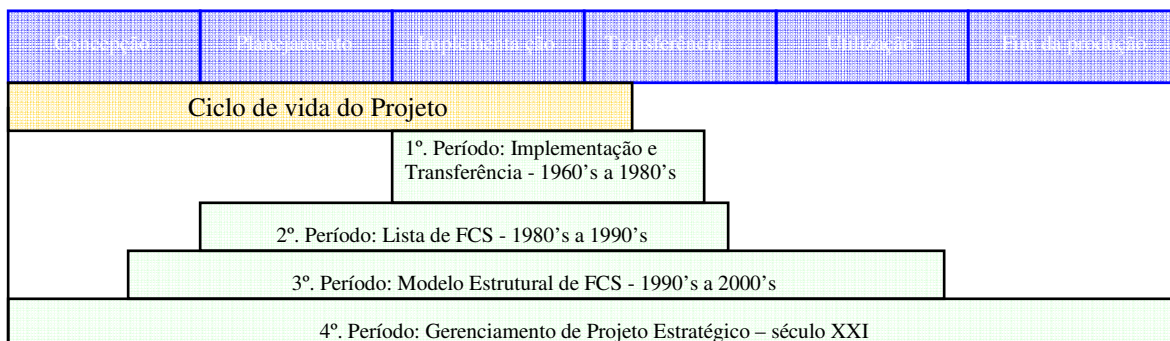 Concepção Planejamento Implementação Transferência Utilização Fim da produção
Ciclo de vida do Projeto
1º. Período: Implementação e
Transferência - 1960’s a 1980’s
2º. Período: Lista de FCS - 1980’s a 1990’s
3º. Período: Modelo Estrutural de FCS - 1990’s a 2000’s
4º. Período: Gerenciamento de Projeto Estratégico – século XXI